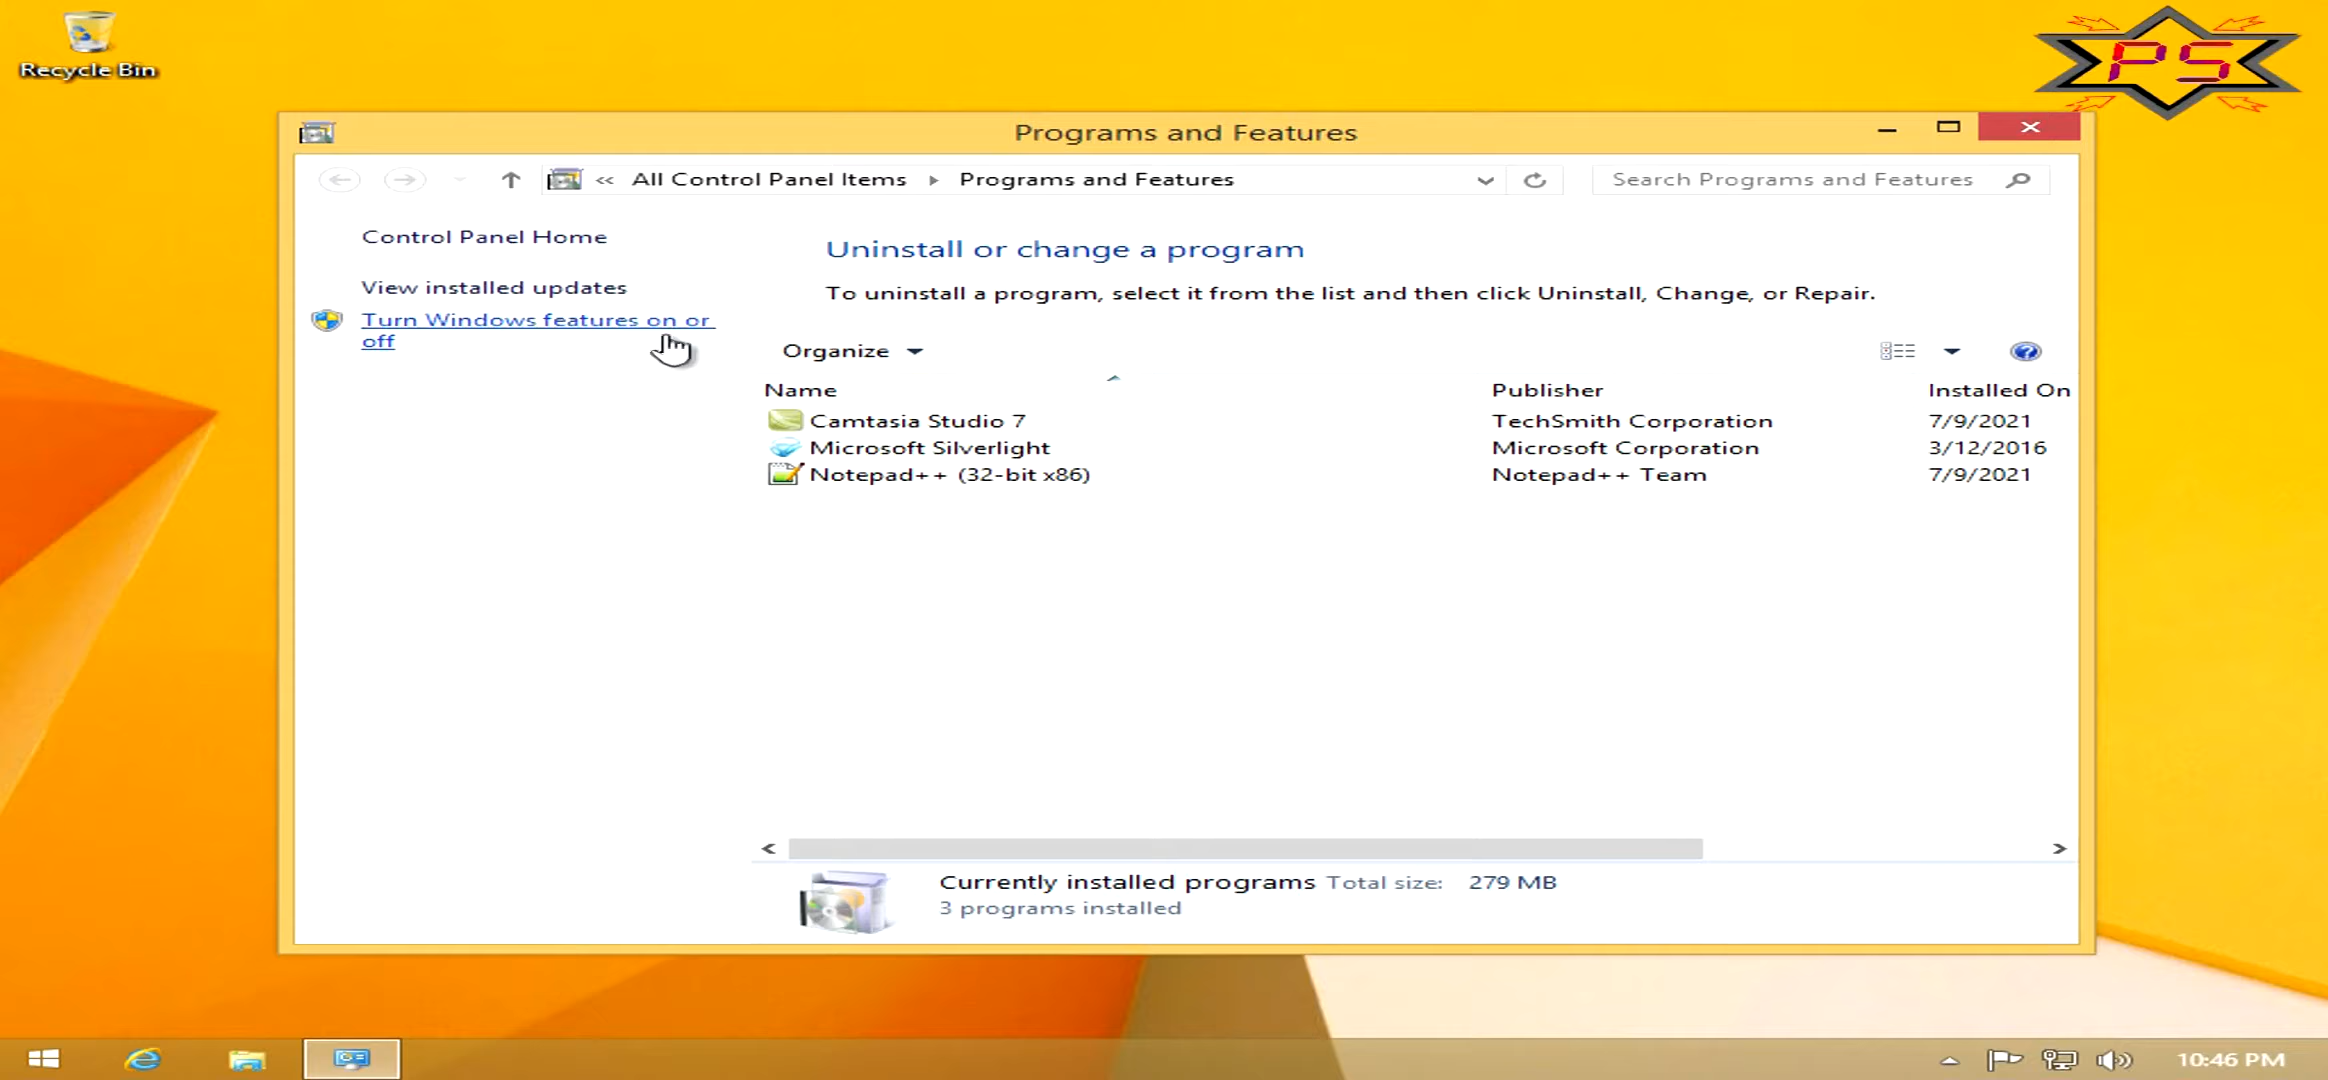 Recycle Bin
PS
Programs and Features
All Control Panel Items Programs and Features
Search Programs and Features
Control Panel Home
View installed updates
Turn Windows features on or
off
Uninstall or change a program
To uninstall a program, select it from the list and then click Uninstall, Change, or Repair.
Organize
Name Publisher Installed On
Camtasia Studio 7 TechSmith Corporation 7/9/2021
Microsoft Silverlight Microsoft Corporation 3/12/2016
Notepad++ (32-bit x86) Notepad++ Team 7/9/2021
Currently installed programs Total size: 279 MB
3 programs installed
10:46 PM